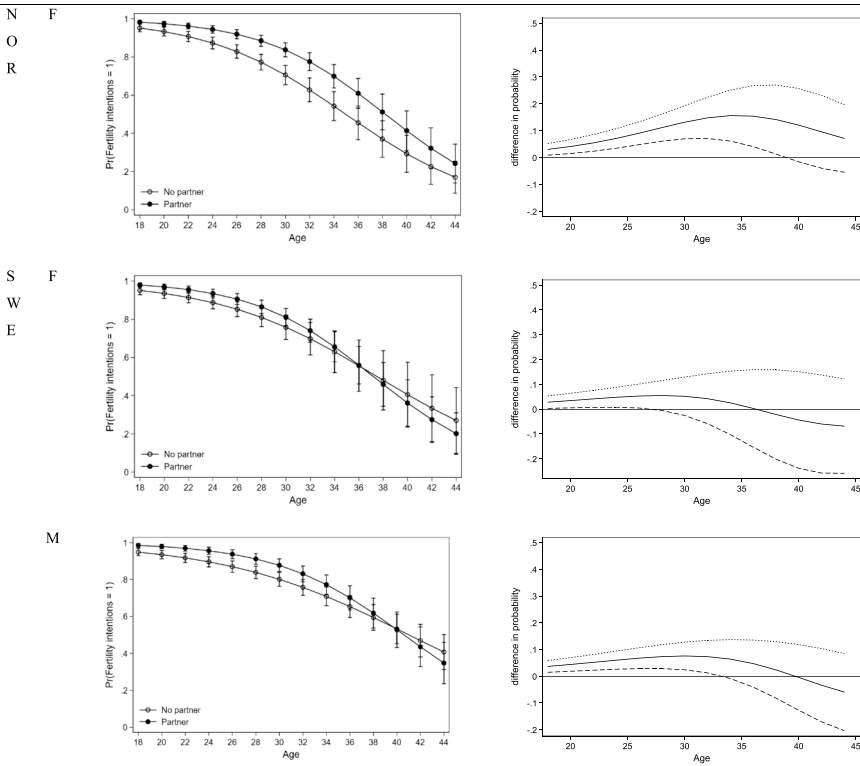 N F
O
R
Pr(Fertility intentions = 1)
1
.8
.6
.4
.2
0
No partner
Partner
18 20 22 24 26 28 30 32 34 36 38 40 42 44
Age
difference in probability
.5
.4
.3
.2
.1
0
-.1
-.2
20 25 30 35 40 45
Age
S F
W
E
Pr(Fertility intentions = 1)
1
.8
.6
.4
.2
0
No partner
Partner
18 20 22 24 26 28 30 32 34 36 38 40 42 44
Age
difference in probability
.5
.4
.3
.2
.1
0
-.1
-.2
20 25 30 35 40 45
Age
M
Pr(Fertility intentions = 1)
1
.8
.6
.4
.2
0
No partner
Partner
18 20 22 24 26 28 30 32 34 36 38 40 42 44
Age
difference in probability
.5
.4
.3
.2
.1
0
-.1
-.2
20 25 30 35 40 45
Age